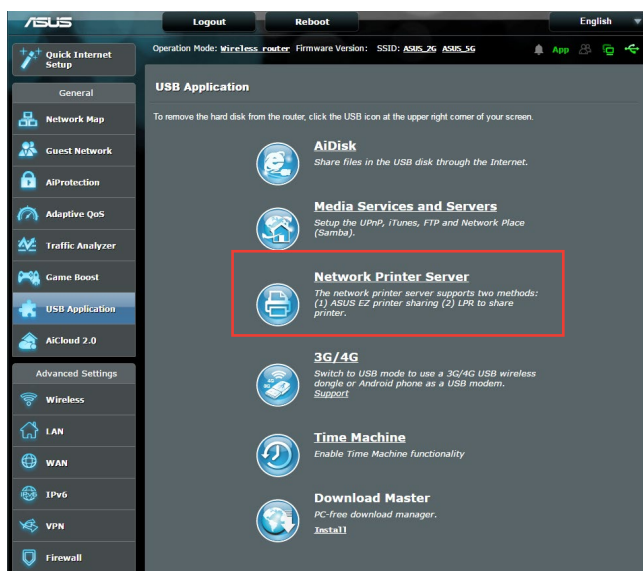 ASUS
Logout
Reboot
English
Operation Mode: Wireless router Firmware Version: SSID: ASUS_2G ASUS_5G
App
Quick Internet
Setup
General
Network Map
Guest Network
AiProtection
Adaptive QoS
Traffic Analyzer
Game Boost
USB Application
AiCloud 2.0
Advanced Settings
Wireless
LAN
WAN
IPv6
VPN
Firewall
USB Application
To remove the hard disk from the router, click the USB icon at the upper right corner of your screen.
AiDisk
Share files in the USB disk through the Internet.
Media Services and Servers
Setup the UPnP, iTunes, FTP and Network Place
(Samba).
Network Printer Server
The network printer server supports two methods:
(1) ASUS EZ printer sharing (2) LPR to share
printer.
3G/4G
Switch to USB mode to use a 3G/4G USB wireless
dongle or Android phone as a USB modem.
Support
Time Machine
Enable Time Machine functionality
Download Master
PC-free download manager.
Install